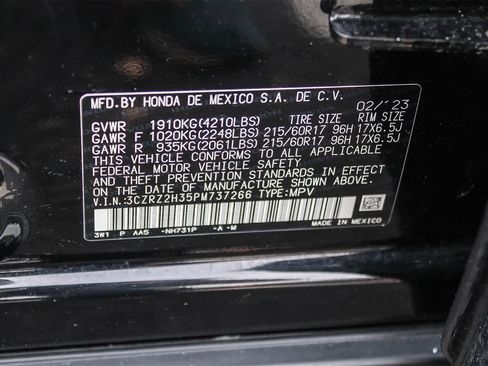 MFD.BY HONDA DE MEXICO S.A. DE C.V.
02/'23
TIRE SIZE RIM SIZE
GVWR 1910KG(4210LBS)
GAWR F 1020KG(2248LBS) 215/60R17 96H 17X6.5J
GAWR R 935KG(2061LBS) 215/60R17 96H 17X6.5J
THIS VEHICLE CONFORMS TO ALL APPLICABLE
FEDERAL MOTOR VEHICLE SAFETY, BUMPER, AND
THEFT PREVENTION STANDARDS IN EFFECT
ON THE DATE OF MANUFACTURE SHOWN ABOVE.
V.I.N.:3CZRZ2H35PM737266 TYPE:MPV
3W1 P AA5 -NH731P -A -M
MADE IN MEXICO